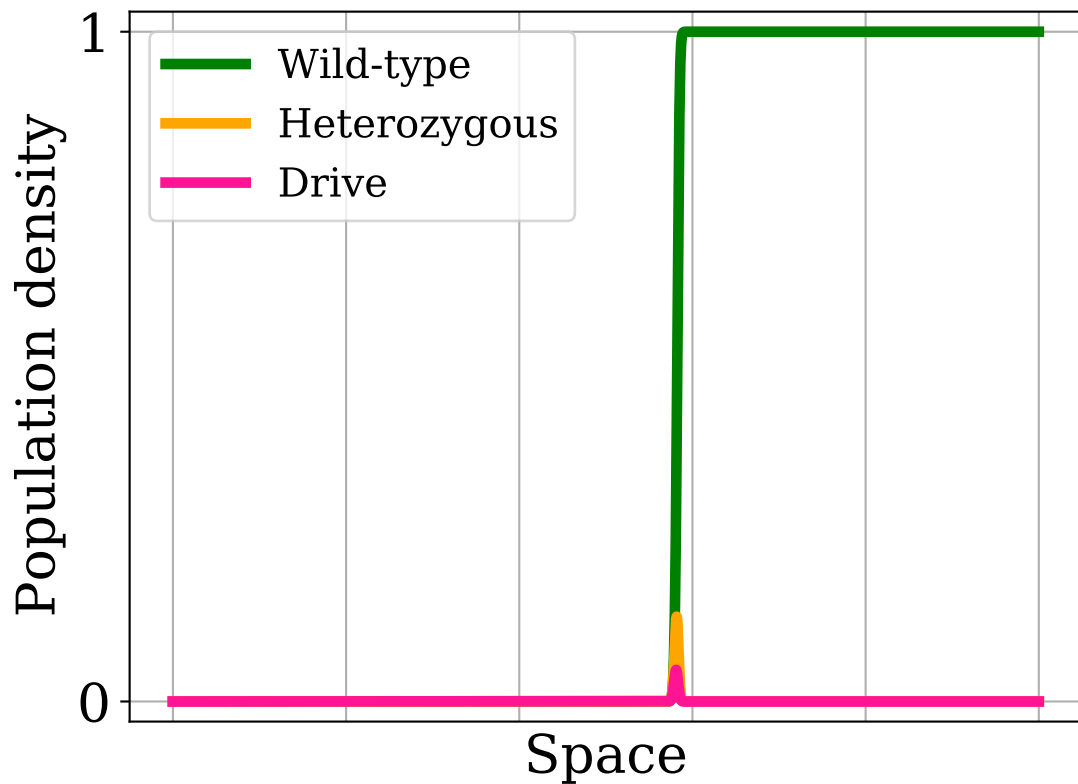 1
Wild-type
Heterozygous
Drive
Population density
0
Space